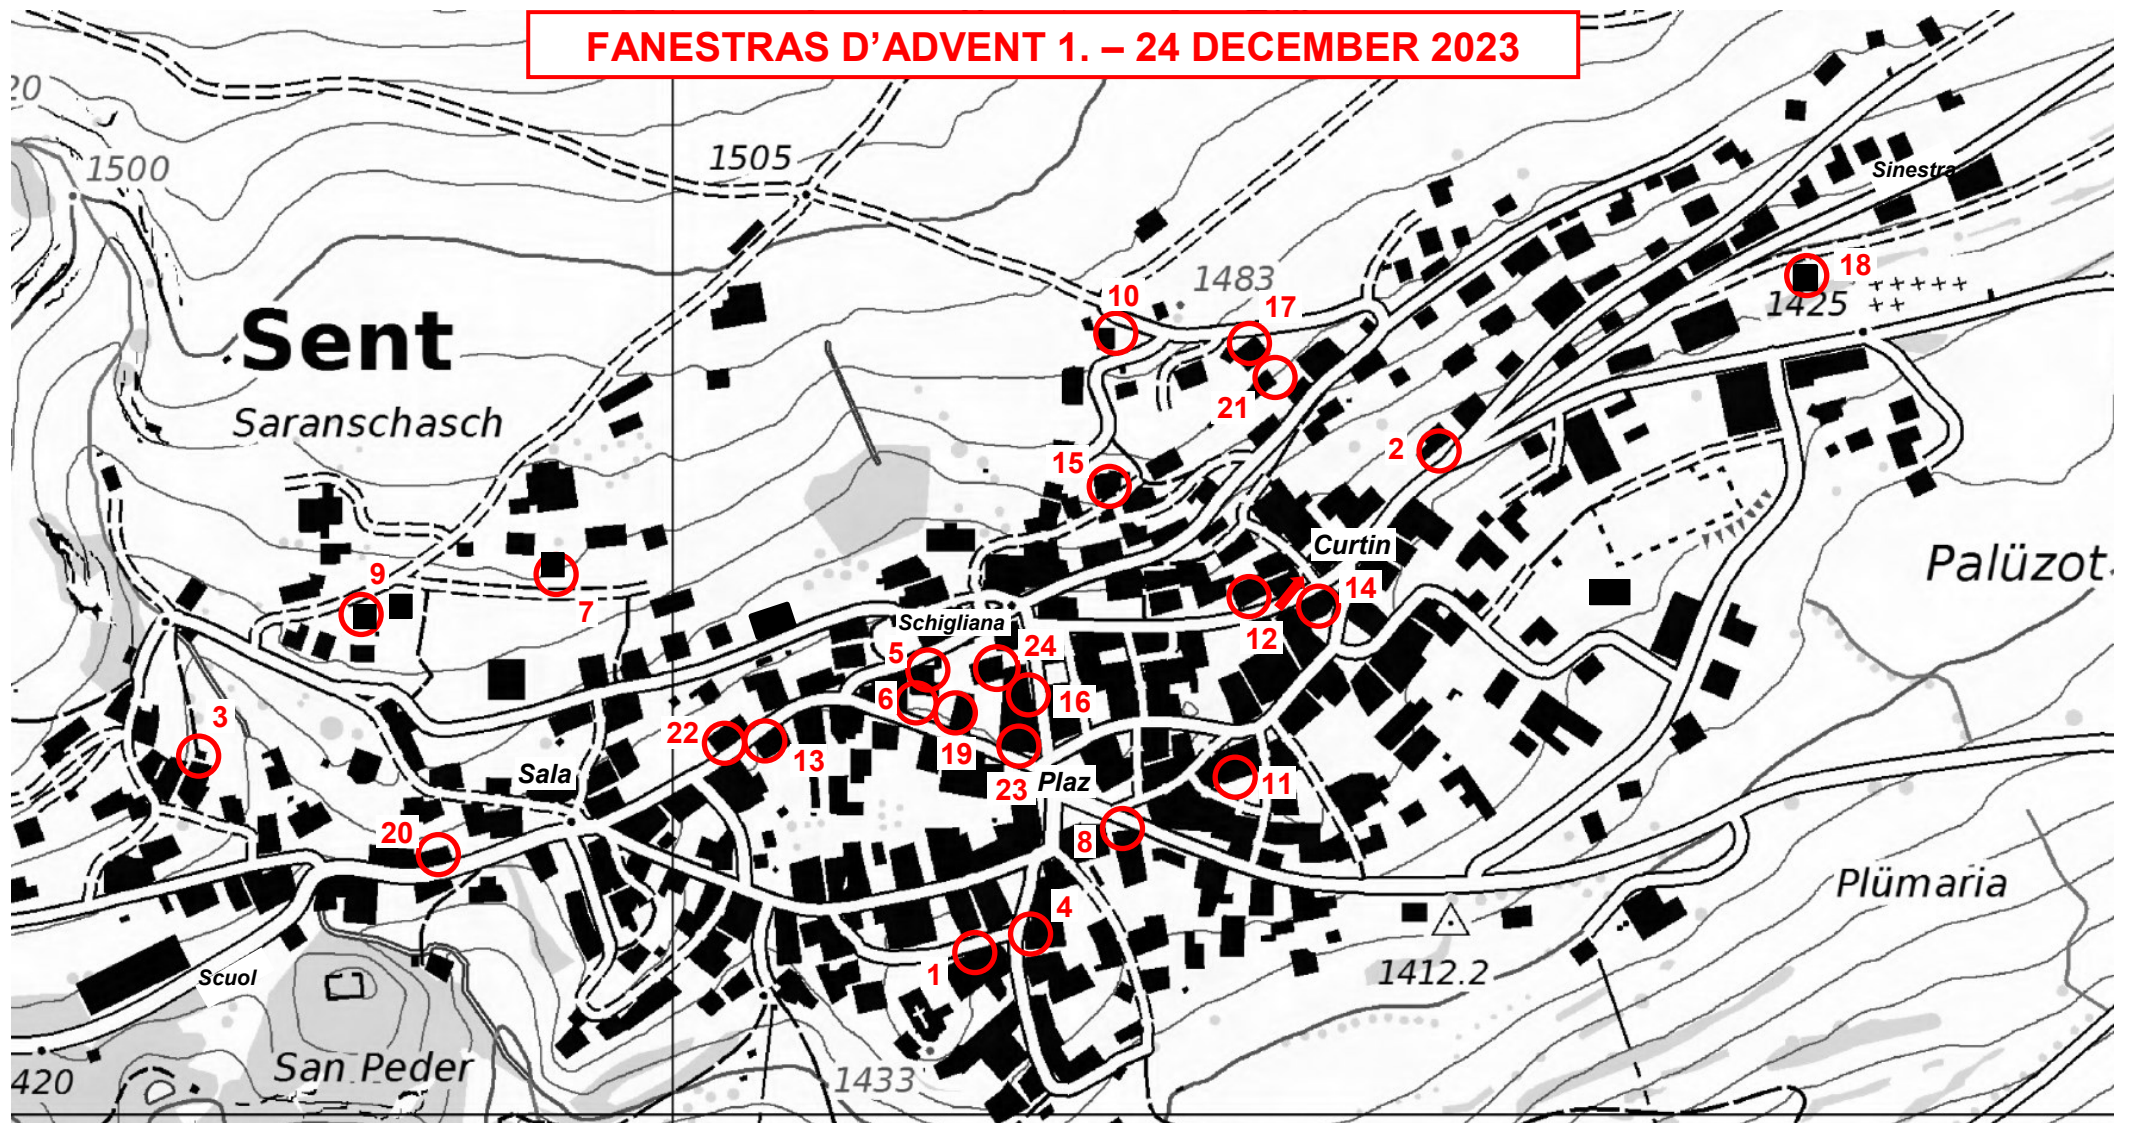 FANESTRAS D’ADVENT 1. – 24 DECEMBER 2023
20
1500
1505
Sinestra
1483
10
17
18
1425
Sent
Saranschasch
21
2
15
Curtin
Palüzot
9
7
14
12
Schigliana
5
24
6
16
3
22
13
19
23
Plaz
Sala
11
20
8
Plümaria
4
1
1412.2
Scuol
San Peder
1433
420